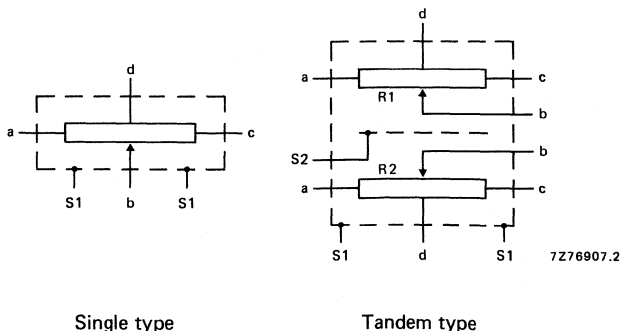 d
a c
S1 b S1
Single type
d
a c
R1
b
S2
b
R2
a c
S1 d S1
7Z76907.2
Tandem type